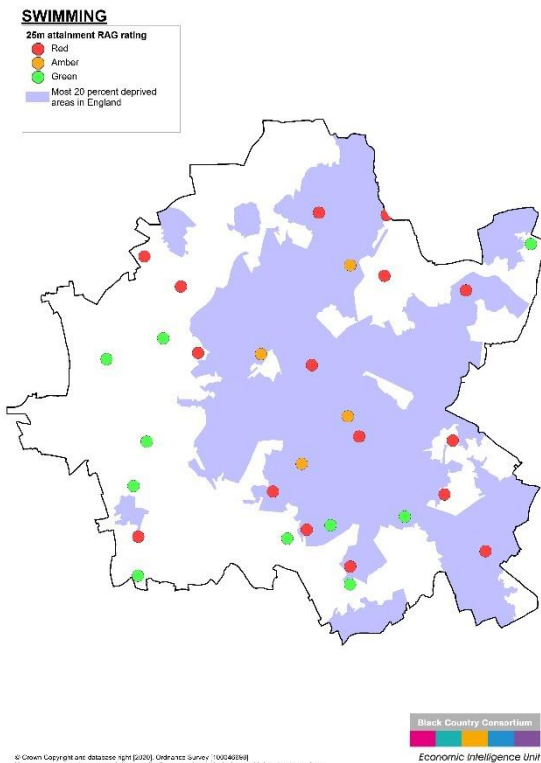 SWIMMING
25m attainment RAG rating
Red
Amber
Green
Most 20 percent deprived
areas in England
Black Country Consortium
Economic Intelligence Unit
© Crown Copyright and database right [2020]. Ordnance Survey [100046698]